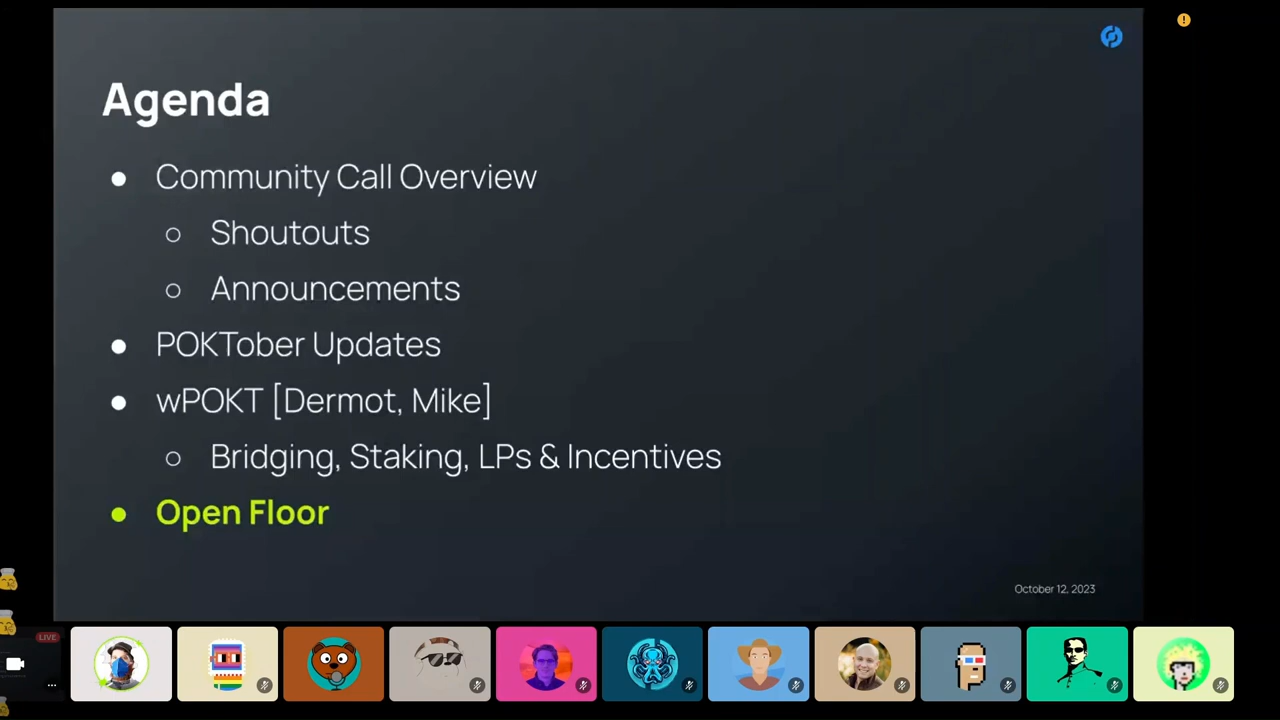 Agenda
● Community Call Overview
○ Shoutouts
○ Announcements
● POKTober Updates
● wPOKT [Dermot, Mike]
○ Bridging, Staking, LPs & Incentives
● Open Floor
October 12, 2023
LIVE